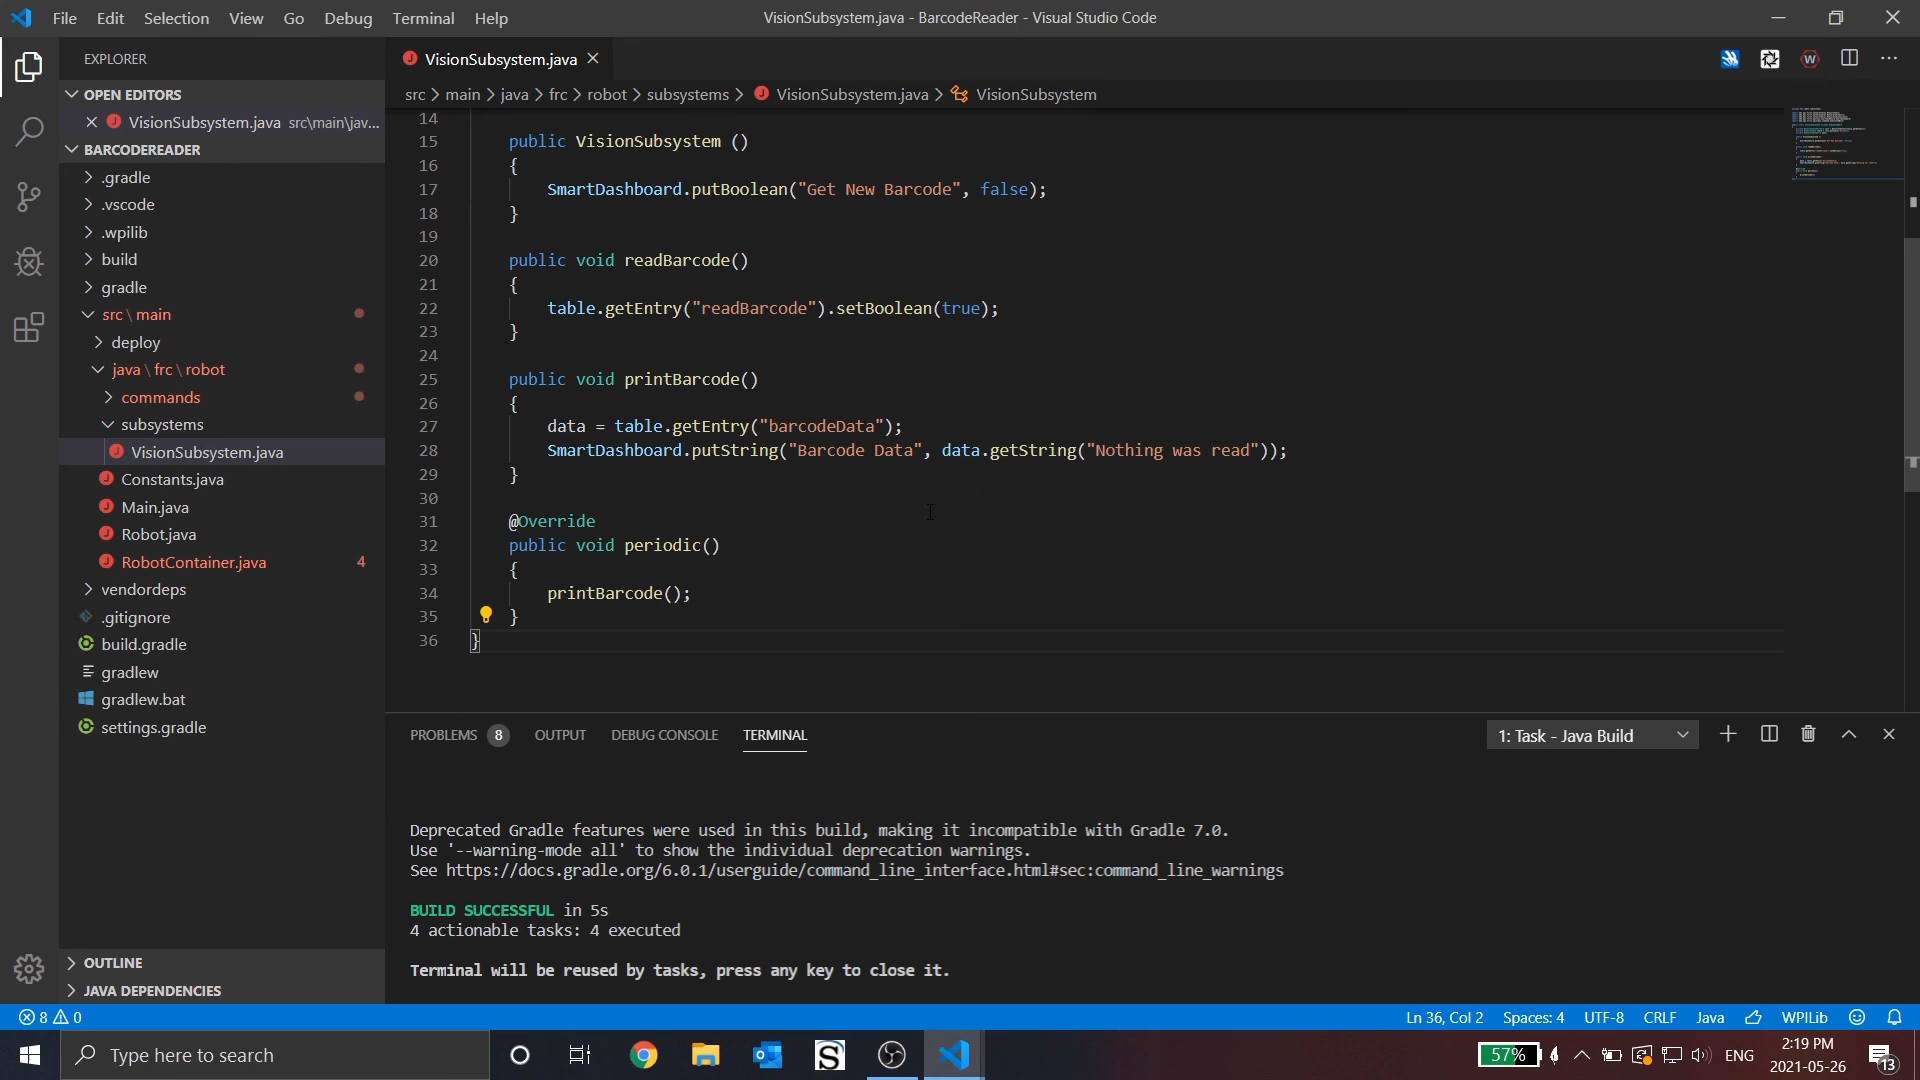 File Edit Selection View Go Debug Terminal Help
VisionSubsystem.java - BarcodeReader - Visual Studio Code
EXPLORER
OPEN EDITORS
VisionSubsystem.java src\main\jav...
BARCODEREADER
.gradle
.vscode
.wpilib
build
gradle
src \ main
deploy
java \ frc \ robot
commands
subsystems
VisionSubsystem.java
Constants.java
Main.java
Robot.java
RobotContainer.java 4
vendordeps
.gitignore
build.gradle
gradlew
gradlew.bat
settings.gradle
OUTLINE
JAVA DEPENDENCIES
VisionSubsystem.java
src > main > java > frc > robot > subsystems > VisionSubsystem.java > VisionSubsystem
14
15 public VisionSubsystem ()
16 {
17 SmartDashboard.putBoolean("Get New Barcode", false);
18 }
19
20 public void readBarcode()
21 {
22 table.getEntry("readBarcode").setBoolean(true);
23 }
24
25 public void printBarcode()
26 {
27 data = table.getEntry("barcodeData");
28 SmartDashboard.putString("Barcode Data", data.getString("Nothing was read"));
29 }
30
31 @Override
32 public void periodic()
33 {
34 printBarcode();
35 }
36 }
PROBLEMS 8 OUTPUT DEBUG CONSOLE TERMINAL
1: Task - Java Build
Deprecated Gradle features were used in this build, making it incompatible with Gradle 7.0.
Use '--warning-mode all' to show the individual deprecation warnings.
See https://docs.gradle.org/6.0.1/userguide/command_line_interface.html#sec:command_line_warnings
BUILD SUCCESSFUL in 5s
4 actionable tasks: 4 executed
Terminal will be reused by tasks, press any key to close it.
8 0
Ln 36, Col 2 Spaces: 4 UTF-8 CRLF Java WPILib
Type here to search
57%
ENG
2:19 PM
2021-05-26
13